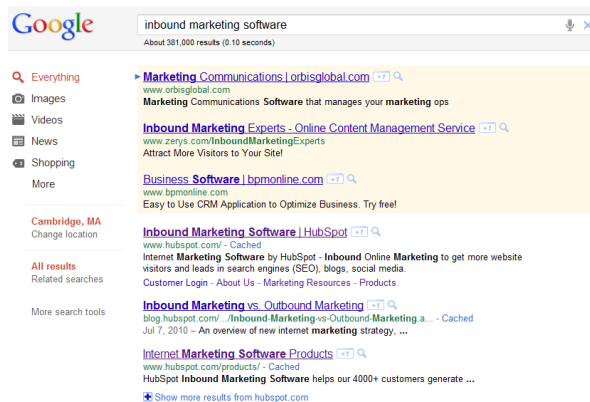 Google
inbound marketing software
About 381,000 results (0.10 seconds)
Everything
Images
Videos
News
Shopping
More
Cambridge, MA
Change location
All results
Related searches
More search tools
Marketing Communications | orbisglobal.com +1
www.orbisglobal.com
Marketing Communications Software that manages your marketing ops
Inbound Marketing Experts - Online Content Management Service +1
www.zerys.com/InboundMarketingExperts
Attract More Visitors to Your Site!
Business Software | bpmonline.com +1
www.bpmonline.com
Easy to Use CRM Application to Optimize Business. Try free!
Inbound Marketing Software | HubSpot +1
www.hubspot.com/ - Cached
Internet Marketing Software by HubSpot - Inbound Online Marketing to get more website
visitors and leads in search engines (SEO), blogs, social media.
Customer Login - About Us - Marketing Resources - Products
Inbound Marketing vs. Outbound Marketing +1
blog.hubspot.com/.../Inbound-Marketing-vs-Outbound-Marketing.a... - Cached
Jul 7, 2010 – An overview of new internet marketing strategy, ...
Internet Marketing Software Products +1
www.hubspot.com/products/ - Cached
HubSpot Inbound Marketing Software helps our 4000+ customers generate ...
Show more results from hubspot.com